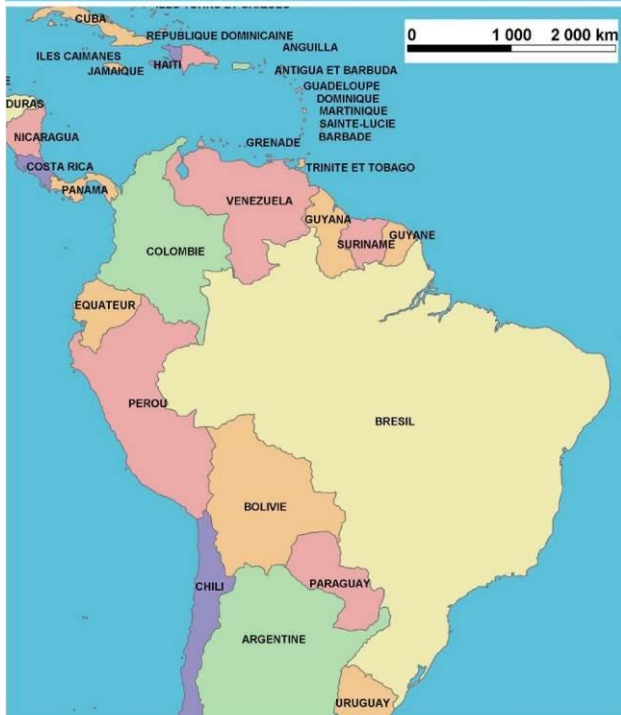 CUBA
REPUBLIQUE DOMINICAINE
0 1 000 2 000 km
ILES CAIMANES
ANGUILLA
JAMAIQUE
HAITI
ANTIGUA ET BARBUDA
GUADELOUPE
DOMINIQUE
DURAS
MARTINIQUE
SAINTE-LUCIE
NICARAGUA
BARBADE
GRENADE
COSTA RICA
TRINITE ET TOBAGO
PANAMA
VENEZUELA
GUYANA
GUYANE
SURINAME
COLOMBIE
EQUATEUR
PEROU
BRESIL
BOLIVIE
CHILI
PARAGUAY
ARGENTINE
URUGUAY